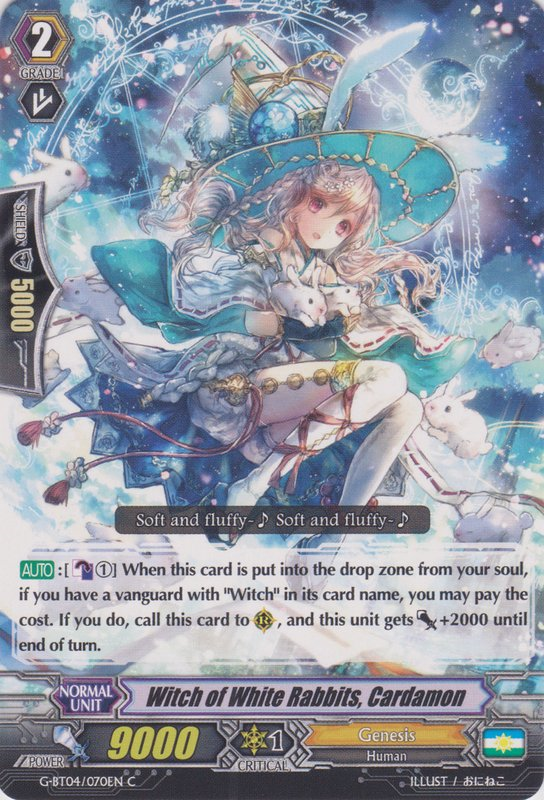 2
GRADE
SHIELD
5000
Soft and fluffy-♪ Soft and fluffy-♪
AUTO:[①] When this card is put into the drop zone from your soul,
if you have a vanguard with "Witch" in its card name, you may pay the
cost. If you do, call this card to Ⓡ, and this unit gets +2000 until
end of turn.
NORMAL
UNIT
Witch of White Rabbits, Cardamon
POWER
9000
1
CRITICAL
Genesis
Human
G-BT04/070EN C
ILLUST / おにねこ